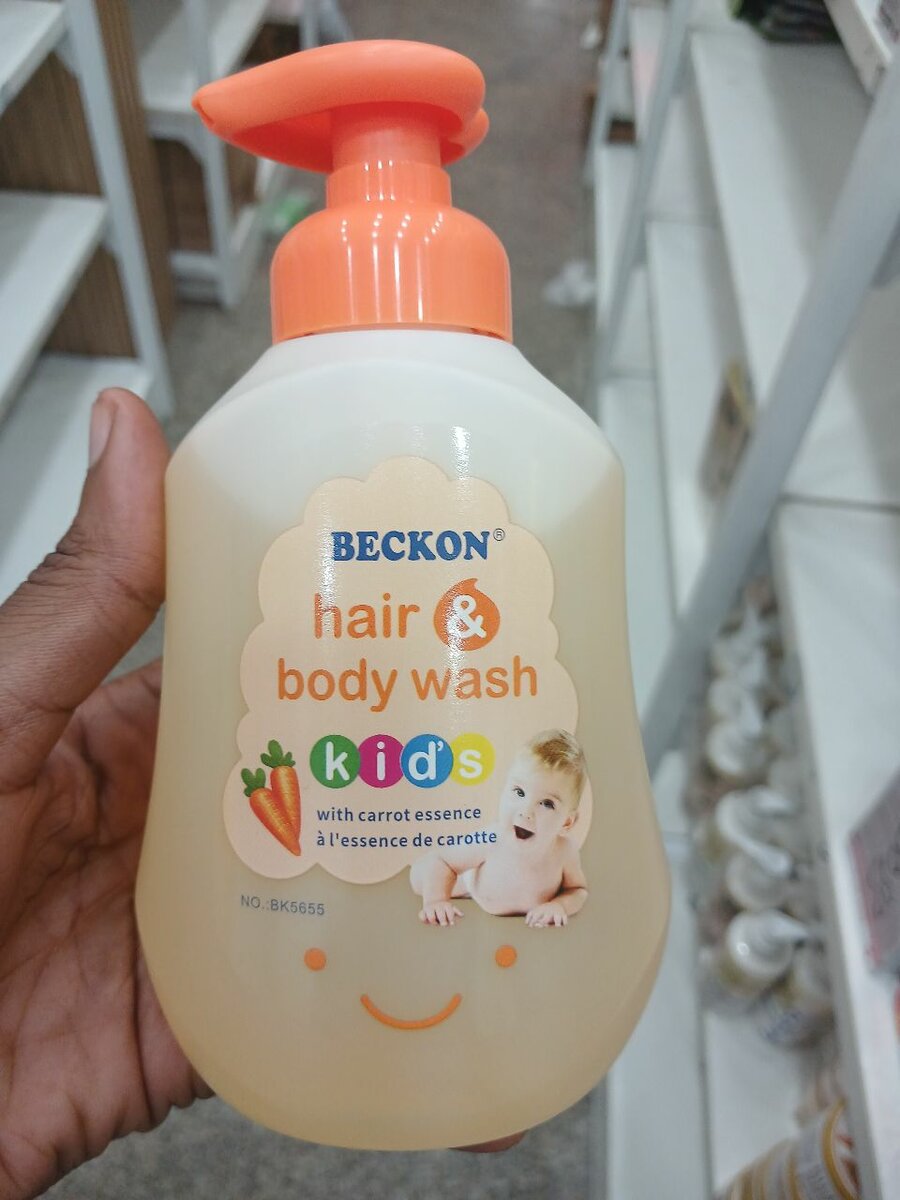 BECKON®
hair &
body wash
kid's
with carrot essence
à l'essence de carotte
NO.:BK5655